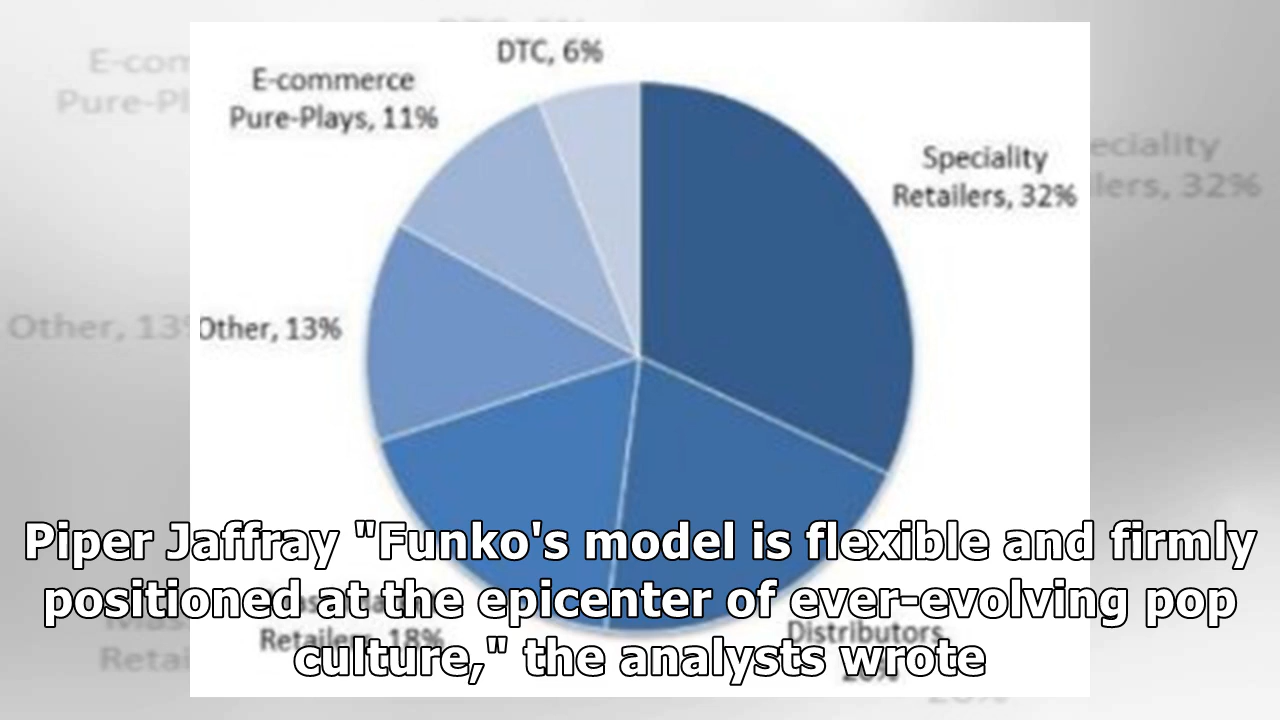 DTC, 6%
E-commerce
Pure-Plays, 11%
Speciality
Retailers, 32%
Other, 13%
Retailers, 18%
Distributors,
Piper Jaffray "Funko's model is flexible and firmly
positioned at the epicenter of ever-evolving pop
culture," the analysts wrote